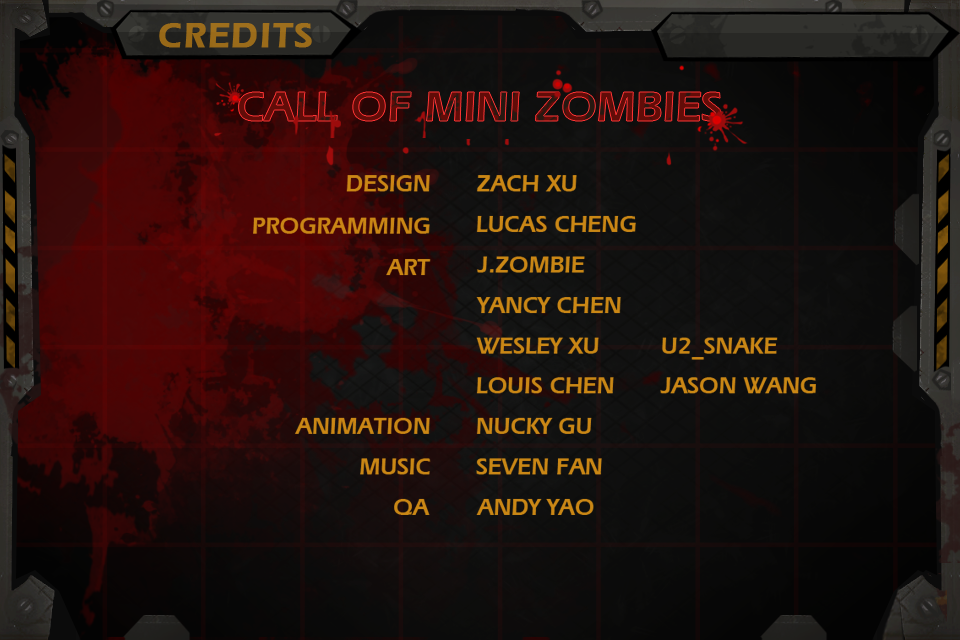 CREDITS
CALL OF MINI ZOMBIES
DESIGN ZACH XU
PROGRAMMING LUCAS CHENG
ART J.ZOMBIE
YANCY CHEN
WESLEY XU U2_SNAKE
LOUIS CHEN JASON WANG
ANIMATION NUCKY GU
MUSIC SEVEN FAN
QA ANDY YAO